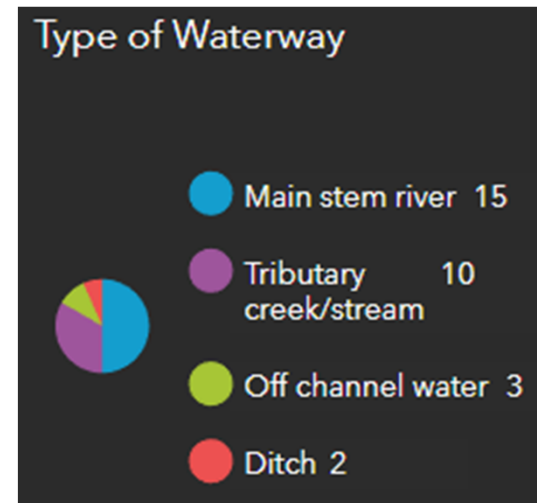 Type of Waterway
Main stem river 15
Tributary 10
creek/stream
Off channel water 3
Ditch 2